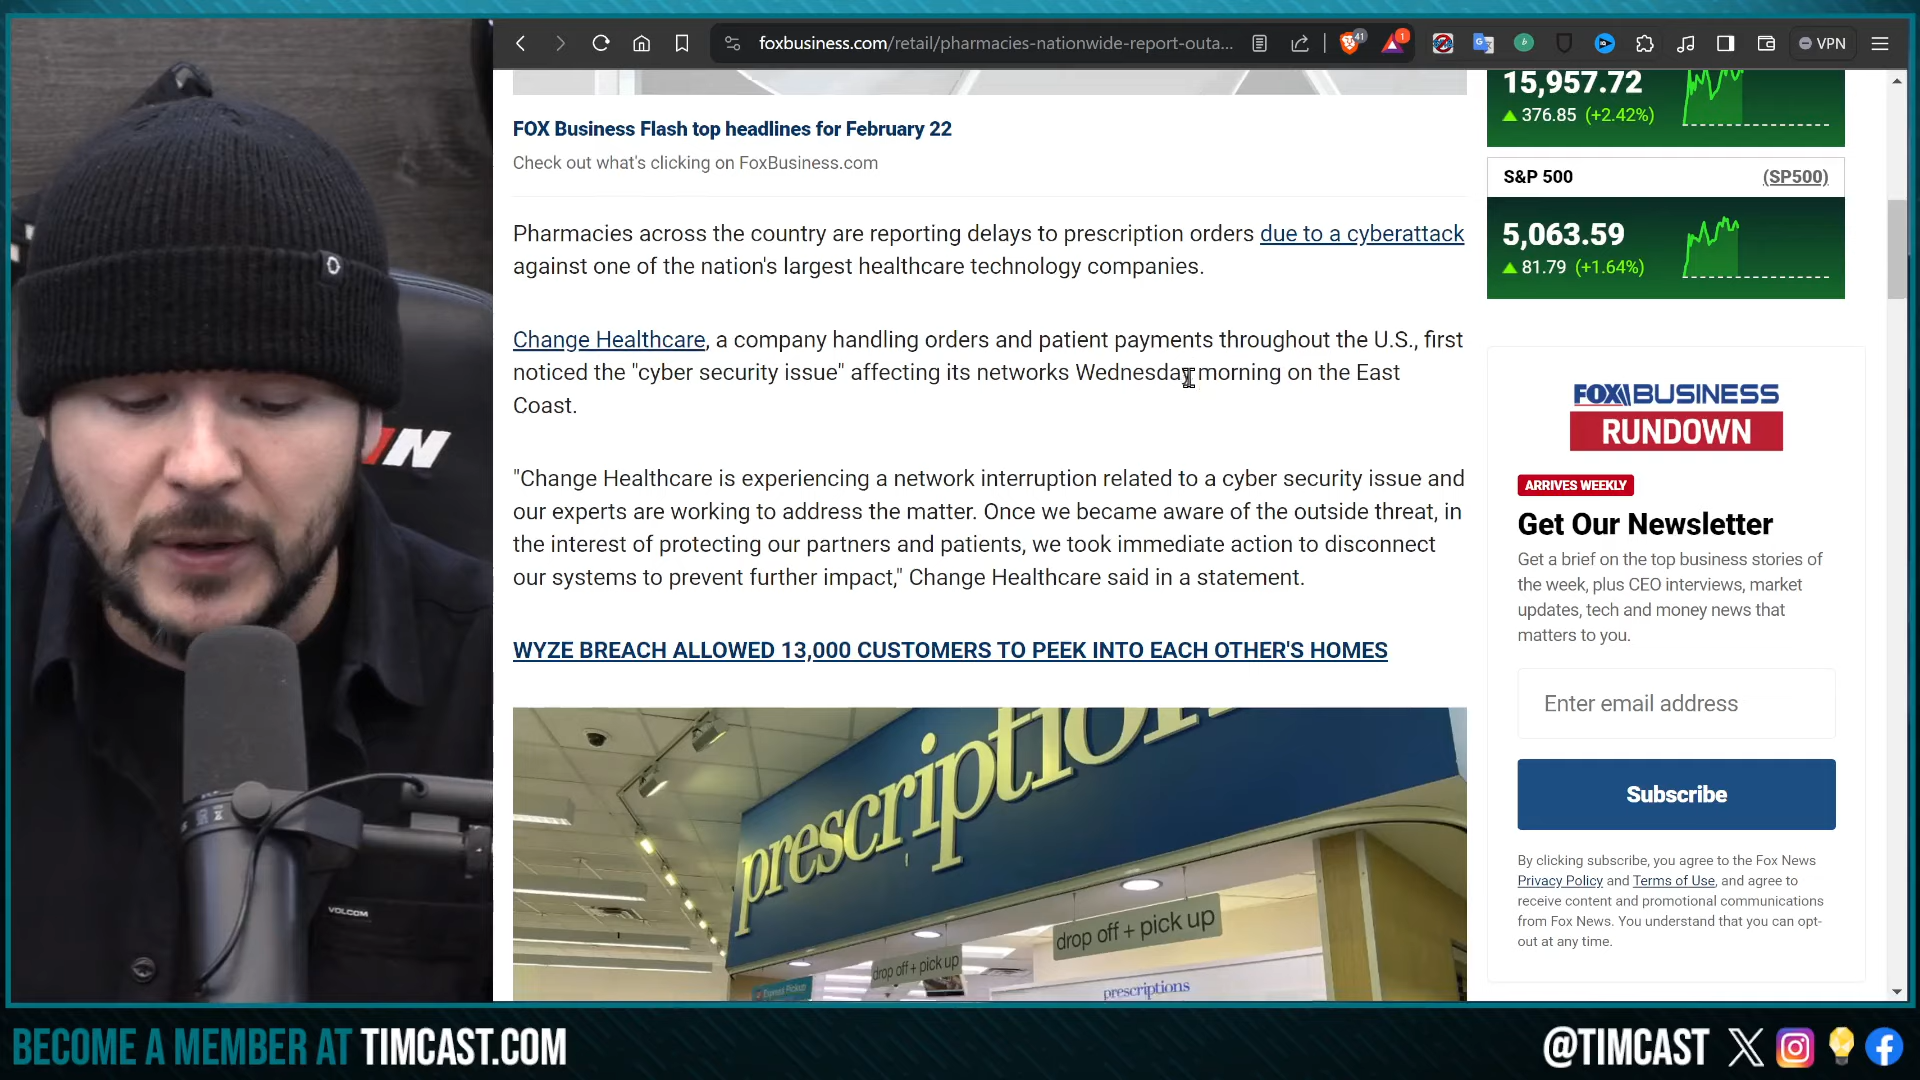 foxbusiness.com/retail/pharmacies-nationwide-report-outa...
41
1
VPN
FOX Business Flash top headlines for February 22
Check out what's clicking on FoxBusiness.com
Pharmacies across the country are reporting delays to prescription orders due to a cyberattack
against one of the nation's largest healthcare technology companies.
Change Healthcare, a company handling orders and patient payments throughout the U.S., first
noticed the "cyber security issue" affecting its networks Wednesday morning on the East
Coast.
"Change Healthcare is experiencing a network interruption related to a cyber security issue and
our experts are working to address the matter. Once we became aware of the outside threat, in
the interest of protecting our partners and patients, we took immediate action to disconnect
our systems to prevent further impact," Change Healthcare said in a statement.
WYZE BREACH ALLOWED 13,000 CUSTOMERS TO PEEK INTO EACH OTHER'S HOMES
prescription
drop off + pick up
drop off + pick up
Express Pickup
prescriptions
15,957.72
376.85 (+2.42%)
S&P 500 (SP500)
5,063.59
81.79 (+1.64%)
FOX BUSINESS
RUNDOWN
ARRIVES WEEKLY
Get Our Newsletter
Get a brief on the top business stories of
the week, plus CEO interviews, market
updates, tech and money news that
matters to you.
Enter email address
Subscribe
By clicking subscribe, you agree to the Fox News
Privacy Policy and Terms of Use, and agree to
receive content and promotional communications
from Fox News. You understand that you can opt-
out at any time.
VOLCOM
BECOME A MEMBER AT TIMCAST.COM
@TIMCAST